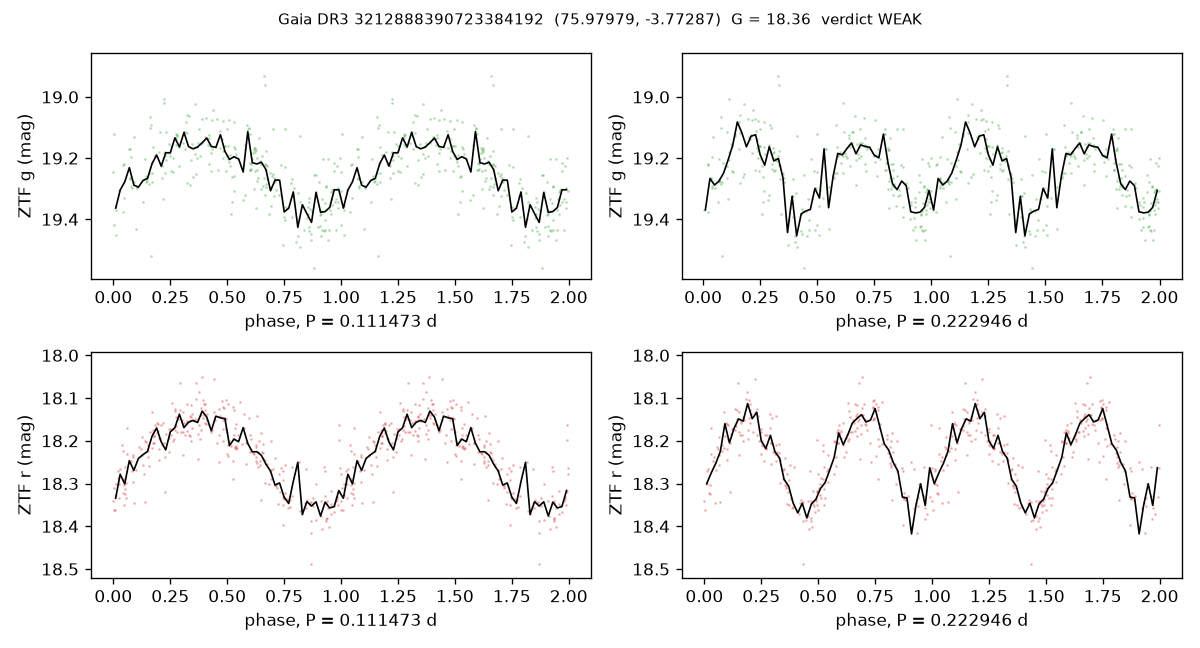 Gaia DR3 3212888390723384192  (75.97979, -3.77287)  G = 18.36  verdict WEAK
19.0
19.2
19.4
ZTF g (mag)
0.00 0.25 0.50 0.75 1.00 1.25 1.50 1.75 2.00
phase, P = 0.111473 d
19.0
19.2
19.4
ZTF g (mag)
0.00 0.25 0.50 0.75 1.00 1.25 1.50 1.75 2.00
phase, P = 0.222946 d
18.0
18.1
18.2
18.3
18.4
18.5
ZTF r (mag)
0.00 0.25 0.50 0.75 1.00 1.25 1.50 1.75 2.00
phase, P = 0.111473 d
18.0
18.1
18.2
18.3
18.4
18.5
ZTF r (mag)
0.00 0.25 0.50 0.75 1.00 1.25 1.50 1.75 2.00
phase, P = 0.222946 d